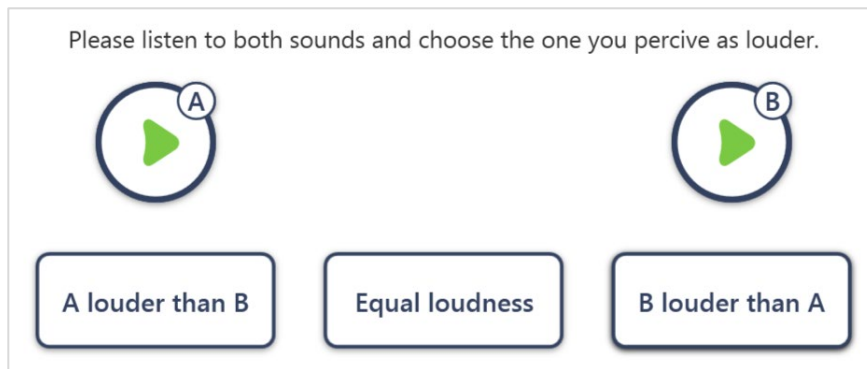 Please listen to both sounds and choose the one you percive as louder.
A
B
A louder than B
Equal loudness
B louder than A